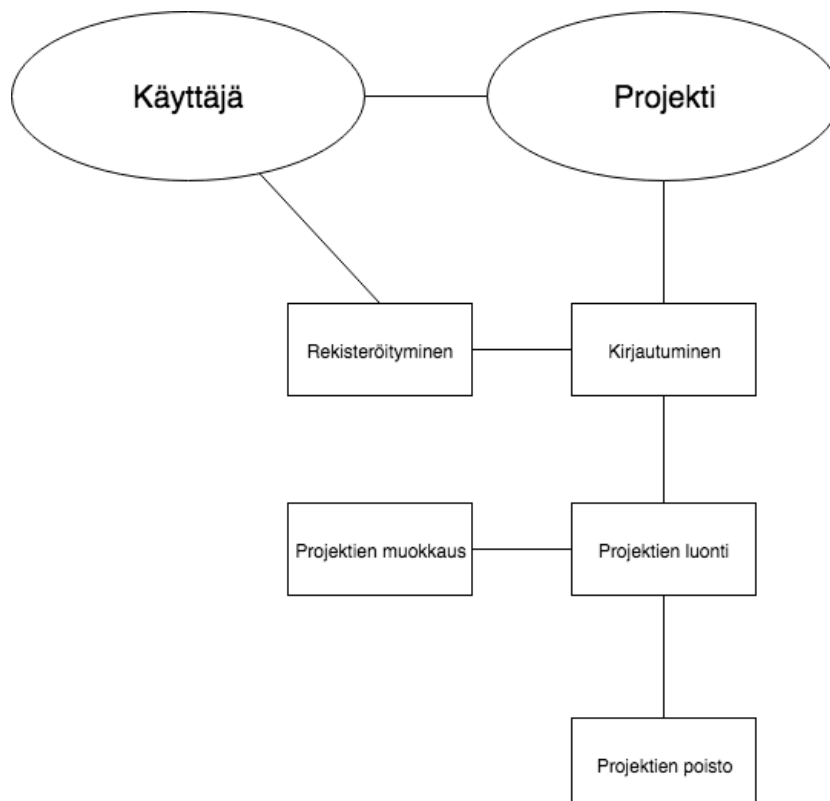 Käyttäjä
Projekti
Rekisteröityminen
Kirjautuminen
Projektien muokkaus
Projektien luonti
Projektien poisto